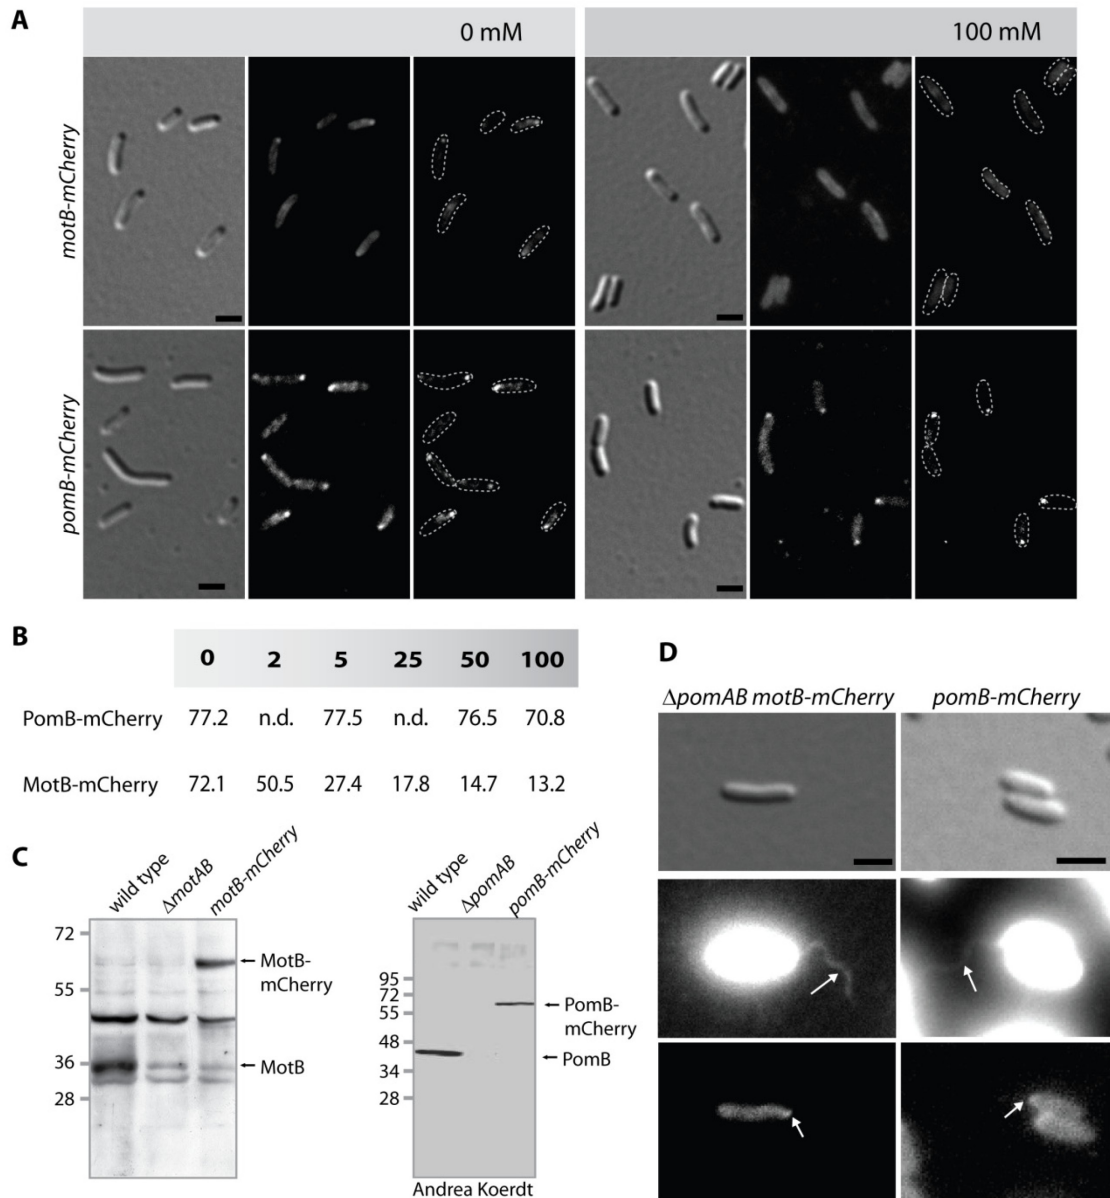 A
0 mM
100 mM
motB-mCherry
pomB-mCherry
B
0 2 5 25 50 100
PomB-mCherry 77.2 n.d. 77.5 n.d. 76.5 70.8
MotB-mCherry 72.1 50.5 27.4 17.8 14.7 13.2
C
wild type
ΔmotAB
motB-mCherry
72
55
36
28
MotB-
mCherry
MotB
wild type
ΔpomAB
pomB-mCherry
95
72
55
48
34
28
PomB-
mCherry
PomB
Andrea Koerdt
D
ΔpomAB motB-mCherry
pomB-mCherry